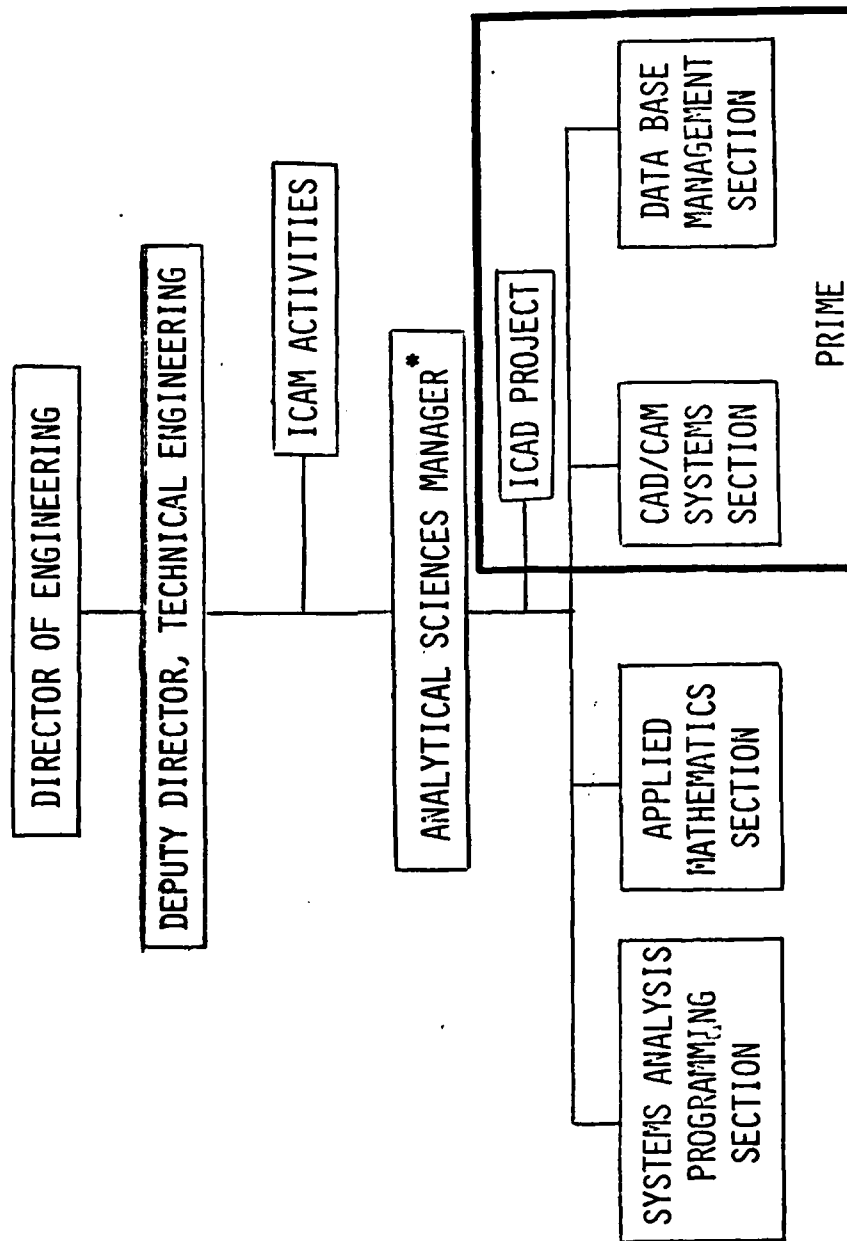 DIRECTOR OF ENGINEERING
DEPUTY DIRECTOR, TECHNICAL ENGINEERING
ICAM ACTIVITIES
ANALYTICAL SCIENCES MANAGER *
ICAD PROJECT
SYSTEMS ANALYSIS
PROGRAMMING
SECTION
APPLIED
MATHEMATICS
SECTION
CAD/CAM
SYSTEMS
SECTION
DATA BASE
MANAGEMENT
SECTION
PRIME